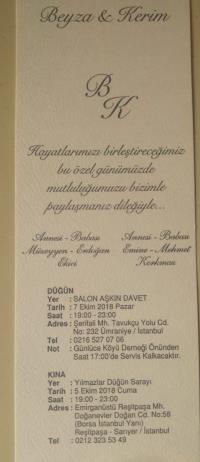 Beyza & Kerim
B
K
Hayatlarımızı birleştireceğimiz
bu özel günümüzde
mutluluğumuzu bizimle
paylaşmanız dileğiyle...
Annesi - Babası
Müzeyyen - Erdoğan
Ekici
Annesi - Babası
Emine - Mehmet
Korkmaz
DÜĞÜN
Yer : SALON AŞKIN DAVET
Tarih : 7 Ekim 2018 Pazar
Saat : 19:00 - 23:00
Adres : Şerifali Mh. Tavukçu Yolu Cd.
No: 232 Ümraniye / İstanbul
Tel : 0216 527 07 06
Not : Günlüce Köyü Derneği Önünden
Saat 17:00'de Servis Kalkacaktır.
KINA
Yer : Yılmazlar Düğün Sarayı
Tarih : 5 Ekim 2018 Cuma
Saat : 19:00 - 23:00
Adres : Emirganüstü Reşitpaşa Mh.
Doğanevler Doğan Cd. No:58
(Borsa İstanbul Yanı)
Reşitpaşa - Sarıyer / İstanbul
Tel : 0212 323 53 49